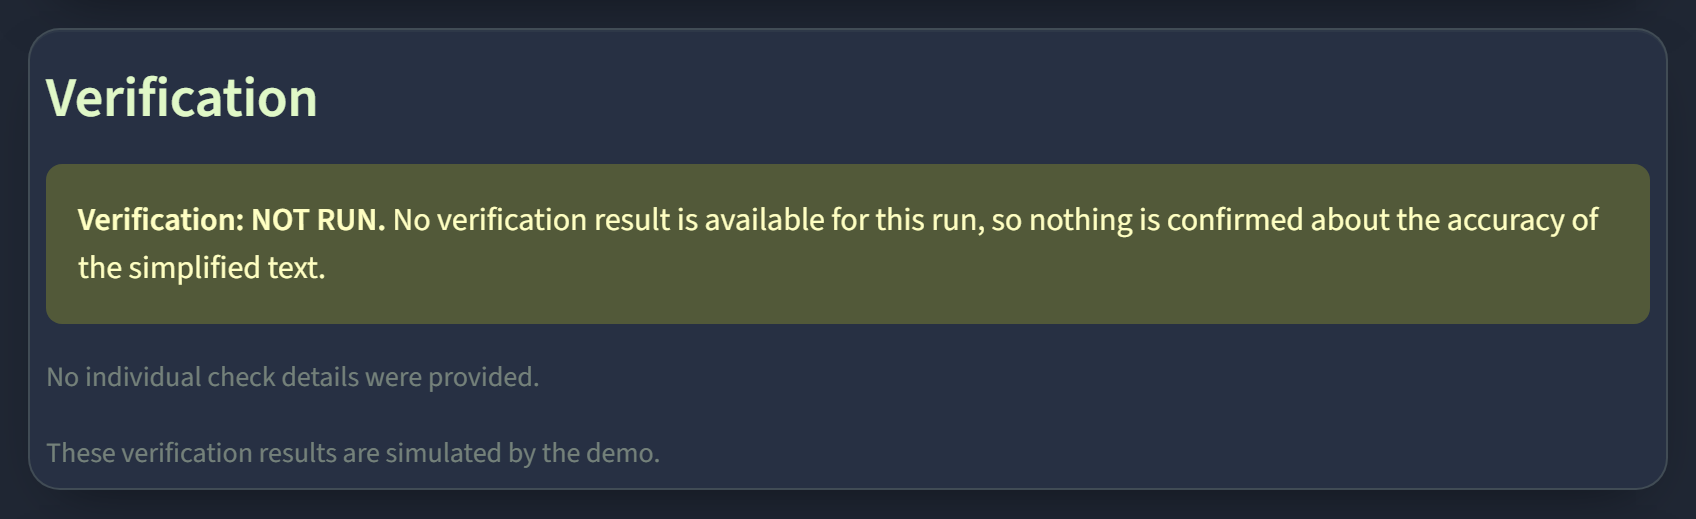 Verification
Verification: NOT RUN. No verification result is available for this run, so nothing is confirmed about the accuracy of
the simplified text.
No individual check details were provided.
These verification results are simulated by the demo.